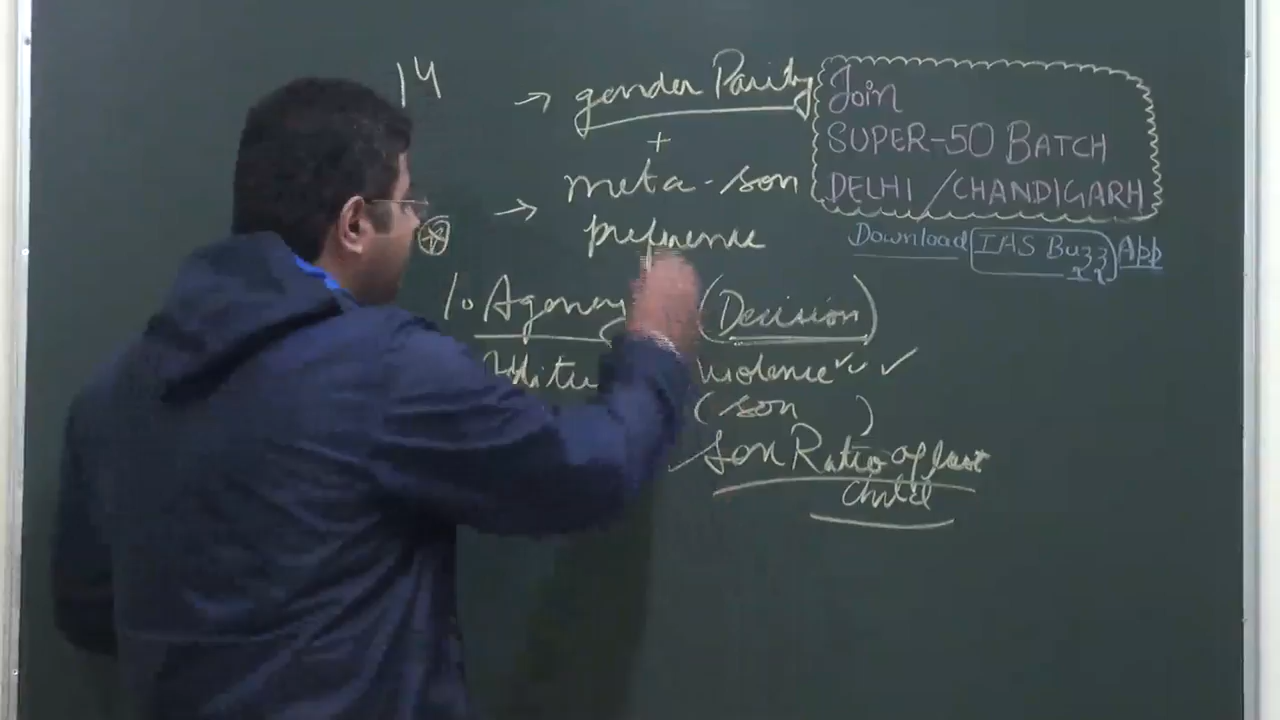 14
→ gender Parity
+
→ meta-son
preference
1. Agency (Decision)
violence ✓ ✓ ✓
(son )
✓ son Ratio of last
child
Join
SUPER-50 BATCH
DELHI / CHANDIGARH
Download IAS Buzz App